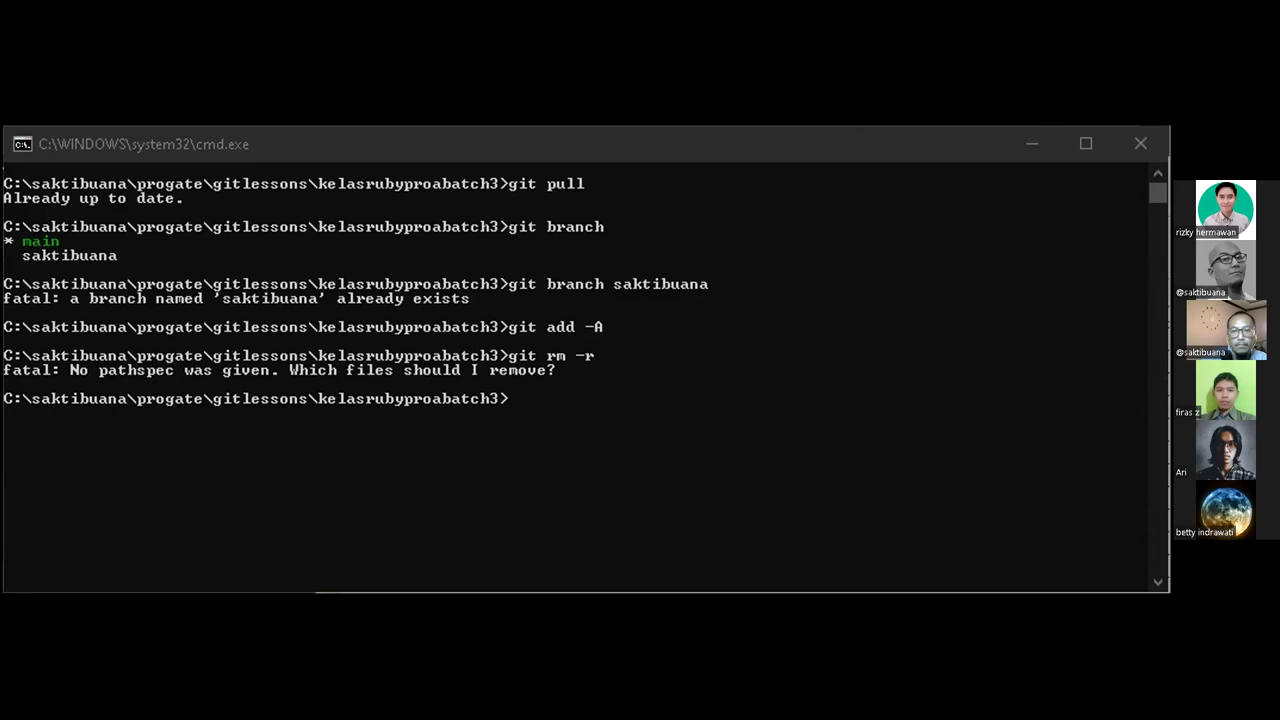 C:\WINDOWS\system32\cmd.exe
C:\saktibuana\progate\gitlessons\kelasrubyproabatch3>git pull
Already up to date.
C:\saktibuana\progate\gitlessons\kelasrubyproabatch3>git branch
* main
saktibuana
C:\saktibuana\progate\gitlessons\kelasrubyproabatch3>git branch saktibuana
fatal: a branch named 'saktibuana' already exists
C:\saktibuana\progate\gitlessons\kelasrubyproabatch3>git add -A
C:\saktibuana\progate\gitlessons\kelasrubyproabatch3>git rm -r
fatal: No pathspec was given. Which files should I remove?
C:\saktibuana\progate\gitlessons\kelasrubyproabatch3>
rizky hermawan
@saktibuana
@saktibuana
firas z
Ari
betty indrawati